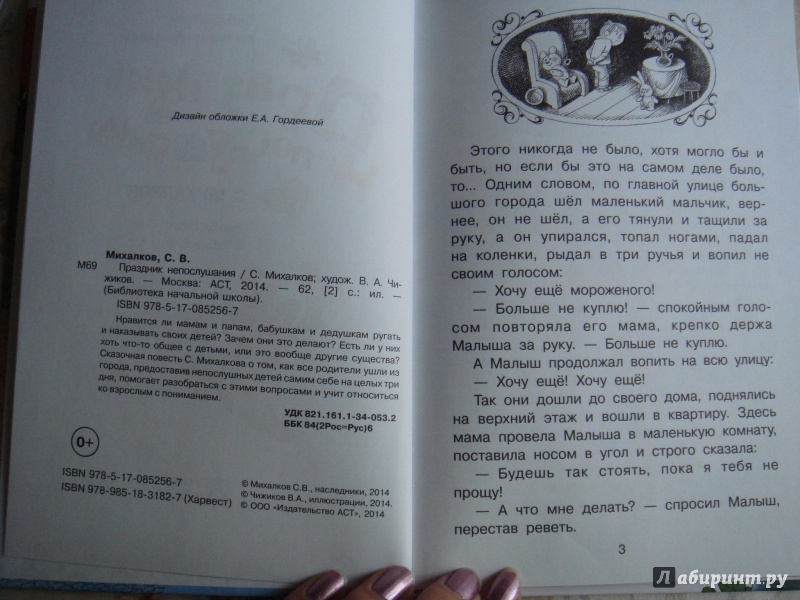 Дизайн обложки Е.А. Гордеевой
Михалков, С. В.
М69 Праздник непослушания / С. Михалков; худож. В. А. Чи-
жиков. — Москва: АСТ, 2014. — 62, [2] с.: ил. —
(Библиотека начальной школы).
ISBN 978-5-17-085256-7
Нравится ли мамам и папам, бабушкам и дедушкам ругать
и наказывать своих детей? Зачем они это делают? Есть ли у них
хоть что-то общее с детьми, или это вообще другие существа?
Сказочная повесть С. Михалкова о том, как все родители ушли из
города, предоставив непослушных детей самим себе на целых три
дня, помогает разобраться с этими вопросами и учит относиться
ко взрослым с пониманием.
УДК 821.161.1-34-053.2
ББК 84(2Рос=Рус)6
0+
ISBN 978-5-17-085256-7
ISBN 978-985-18-3182-7 (Харвест)
© Михалков С.В., наследники, 2014
© Чижиков В.А., иллюстрации, 2014.
© ООО «Издательство АСТ», 2014
Этого никогда не было, хотя могло бы и
быть, но если бы это на самом деле было,
то... Одним словом, по главной улице боль-
шого города шёл маленький мальчик, вер-
нее, он не шёл, а его тянули и тащили за
руку, а он упирался, топал ногами, падал
на коленки, рыдал в три ручья и вопил не
своим голосом:
— Хочу ещё мороженого!
— Больше не куплю! — спокойным голо-
сом повторяла его мама, крепко держа
Малыша за руку. — Больше не куплю.
А Малыш продолжал вопить на всю улицу:
— Хочу ещё! Хочу ещё!
Так они дошли до своего дома, поднялись
на верхний этаж и вошли в квартиру. Здесь
мама провела Малыша в маленькую комнату,
поставила носом в угол и строго сказала:
— Будешь так стоять, пока я тебя не
прощу!
— А что мне делать? — спросил Малыш,
перестав реветь.
3
Лабиринт.ру